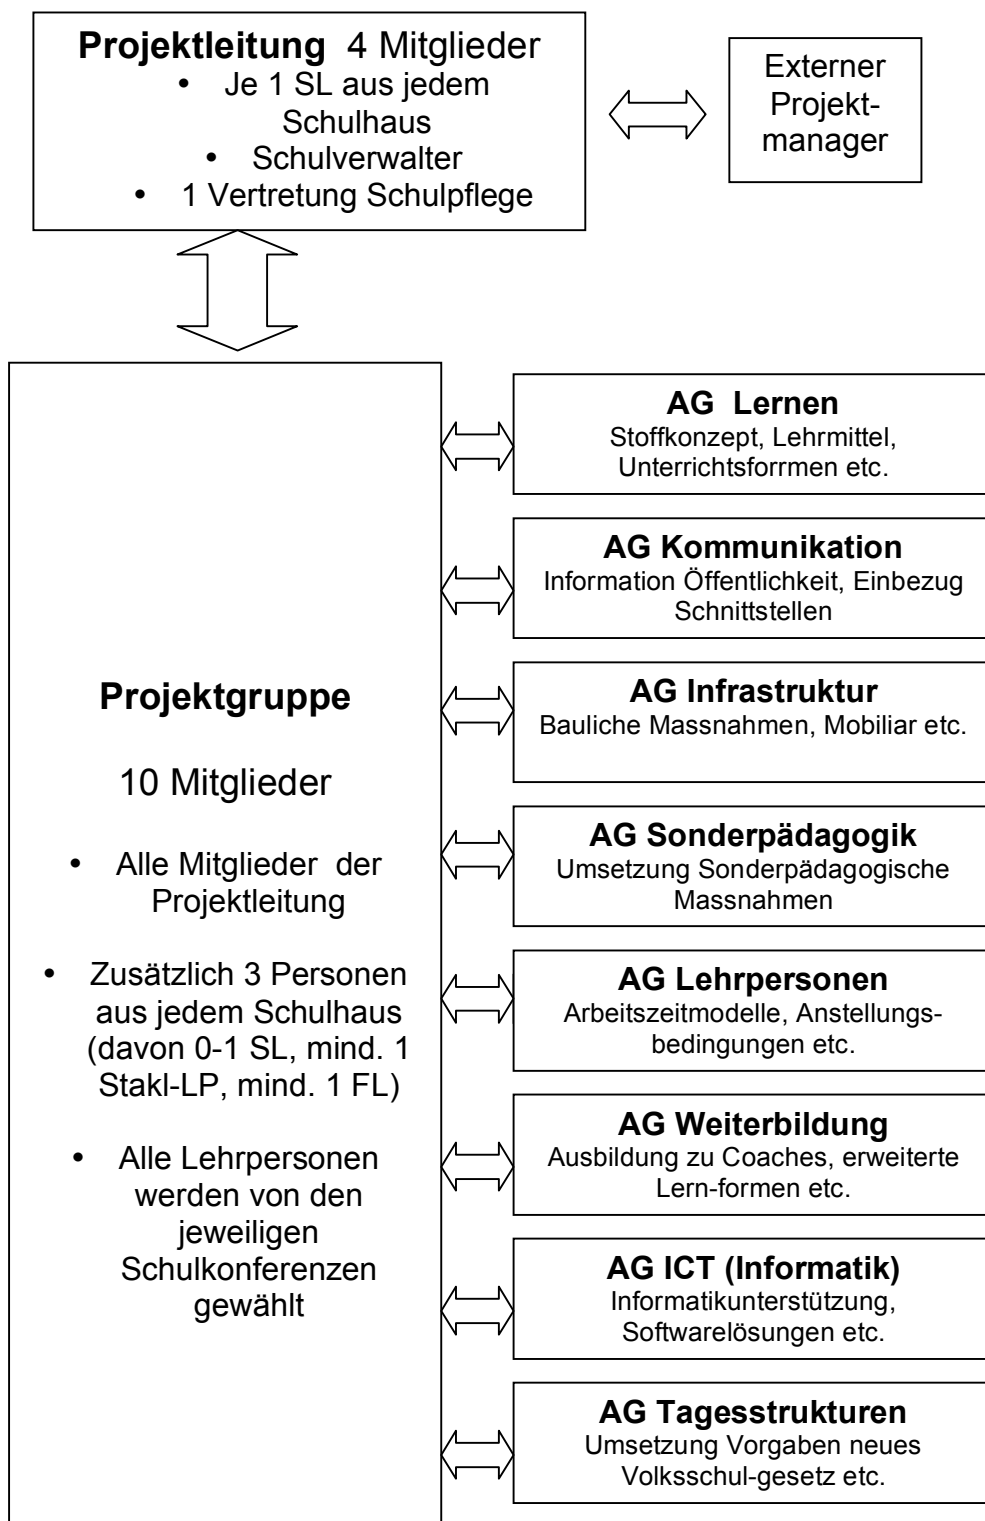 Projektleitung 4 Mitglieder
• Je 1 SL aus jedem
Schulhaus
• Schulverwalter
• 1 Vertretung Schulpflege
Externer
Projekt-
manager
Projektgruppe
10 Mitglieder
• Alle Mitglieder der
Projektleitung
• Zusätzlich 3 Personen
aus jedem Schulhaus
(davon 0-1 SL, mind. 1
Stakl-LP, mind. 1 FL)
• Alle Lehrpersonen
werden von den
jeweiligen
Schulkonferenzen
gewählt
AG Lernen
Stoffkonzept, Lehrmittel,
Unterrichtsforrmen etc.
AG Kommunikation
Information Öffentlichkeit, Einbezug
Schnittstellen
AG Infrastruktur
Bauliche Massnahmen, Mobiliar etc.
AG Sonderpädagogik
Umsetzung Sonderpädagogische
Massnahmen
AG Lehrpersonen
Arbeitszeitmodelle, Anstellungs-
bedingungen etc.
AG Weiterbildung
Ausbildung zu Coaches, erweiterte
Lern-formen etc.
AG ICT (Informatik)
Informatikunterstützung,
Softwarelösungen etc.
AG Tagesstrukturen
Umsetzung Vorgaben neues
Volksschul-gesetz etc.